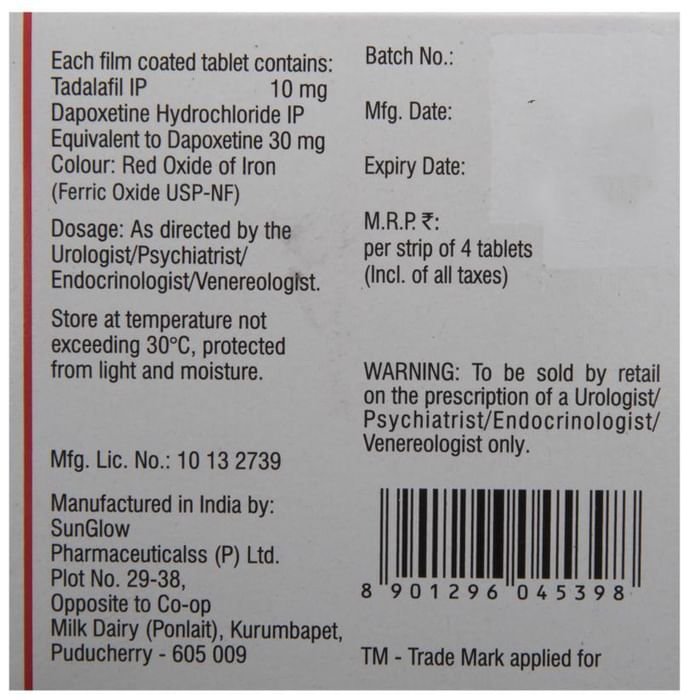 Each film coated tablet contains:
Tadalafil IP 10 mg
Dapoxetine Hydrochloride IP
Equivalent to Dapoxetine 30 mg
Colour: Red Oxide of Iron
(Ferric Oxide USP-NF)
Dosage: As directed by the
Urologist/Psychiatrist/
Endocrinologist/Venereologist.
Store at temperature not
exceeding 30°C, protected
from light and moisture.
Mfg. Lic. No.: 10 13 2739
Manufactured in India by:
SunGlow
Pharmaceuticalss (P) Ltd.
Plot No. 29-38,
Opposite to Co-op
Milk Dairy (Ponlait), Kurumbapet,
Puducherry - 605 009
Batch No.:
Mfg. Date:
Expiry Date:
M.R.P. ₹:
per strip of 4 tablets
(Incl. of all taxes)
WARNING: To be sold by retail
on the prescription of a Urologist/
Psychiatrist/Endocrinologist/
Venereologist only.
8 901296 045398
TM - Trade Mark applied for